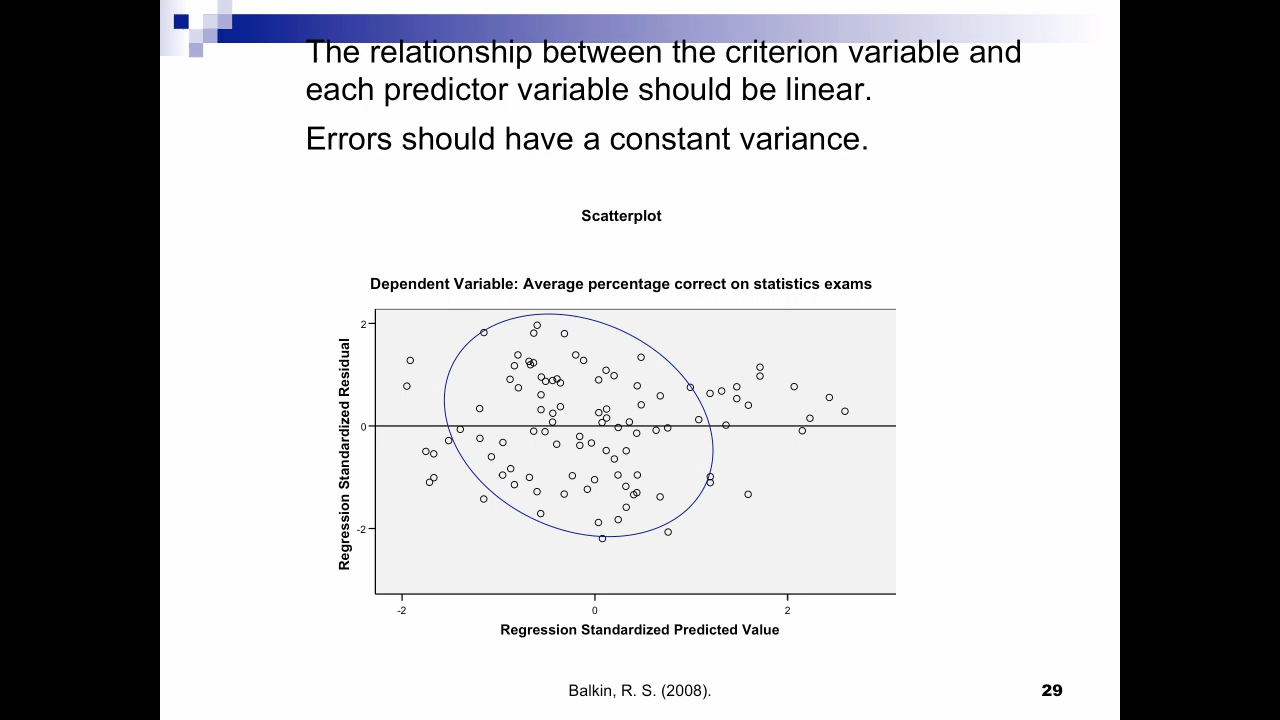 The relationship between the criterion variable and
each predictor variable should be linear.
Errors should have a constant variance.
Scatterplot
Dependent Variable: Average percentage correct on statistics exams
Regression Standardized Residual
2
0
-2
-2
0
2
Regression Standardized Predicted Value
Balkin, R. S. (2008).
29